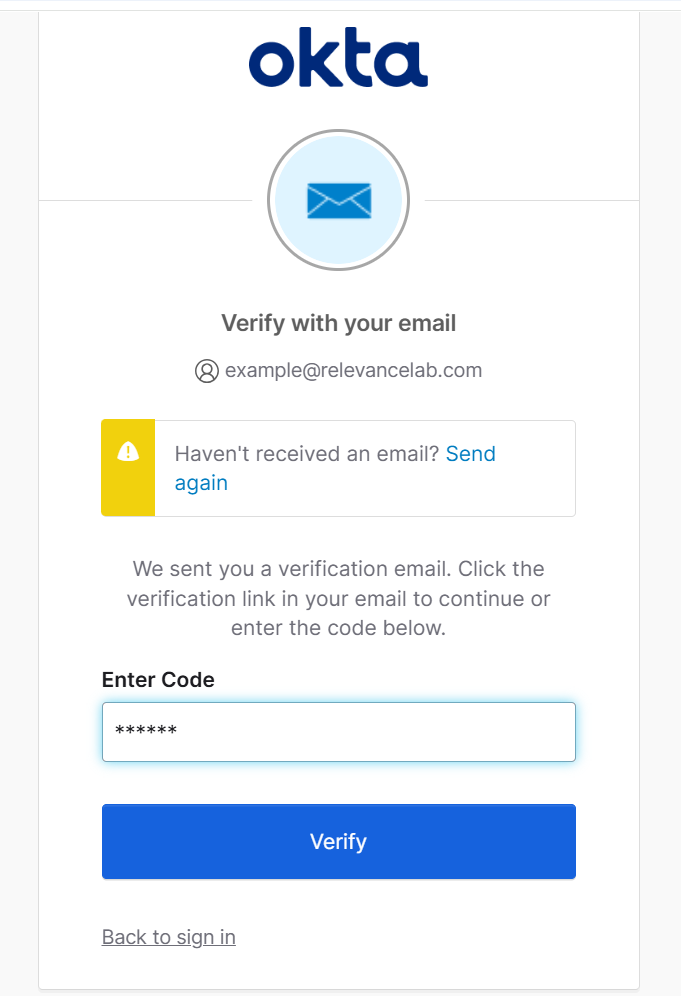 okta
Verify with your email
example@relevancelab.com
Haven't received an email? Send
again
We sent you a verification email. Click the
verification link in your email to continue or
enter the code below.
Enter Code
******
Verify
Back to sign in